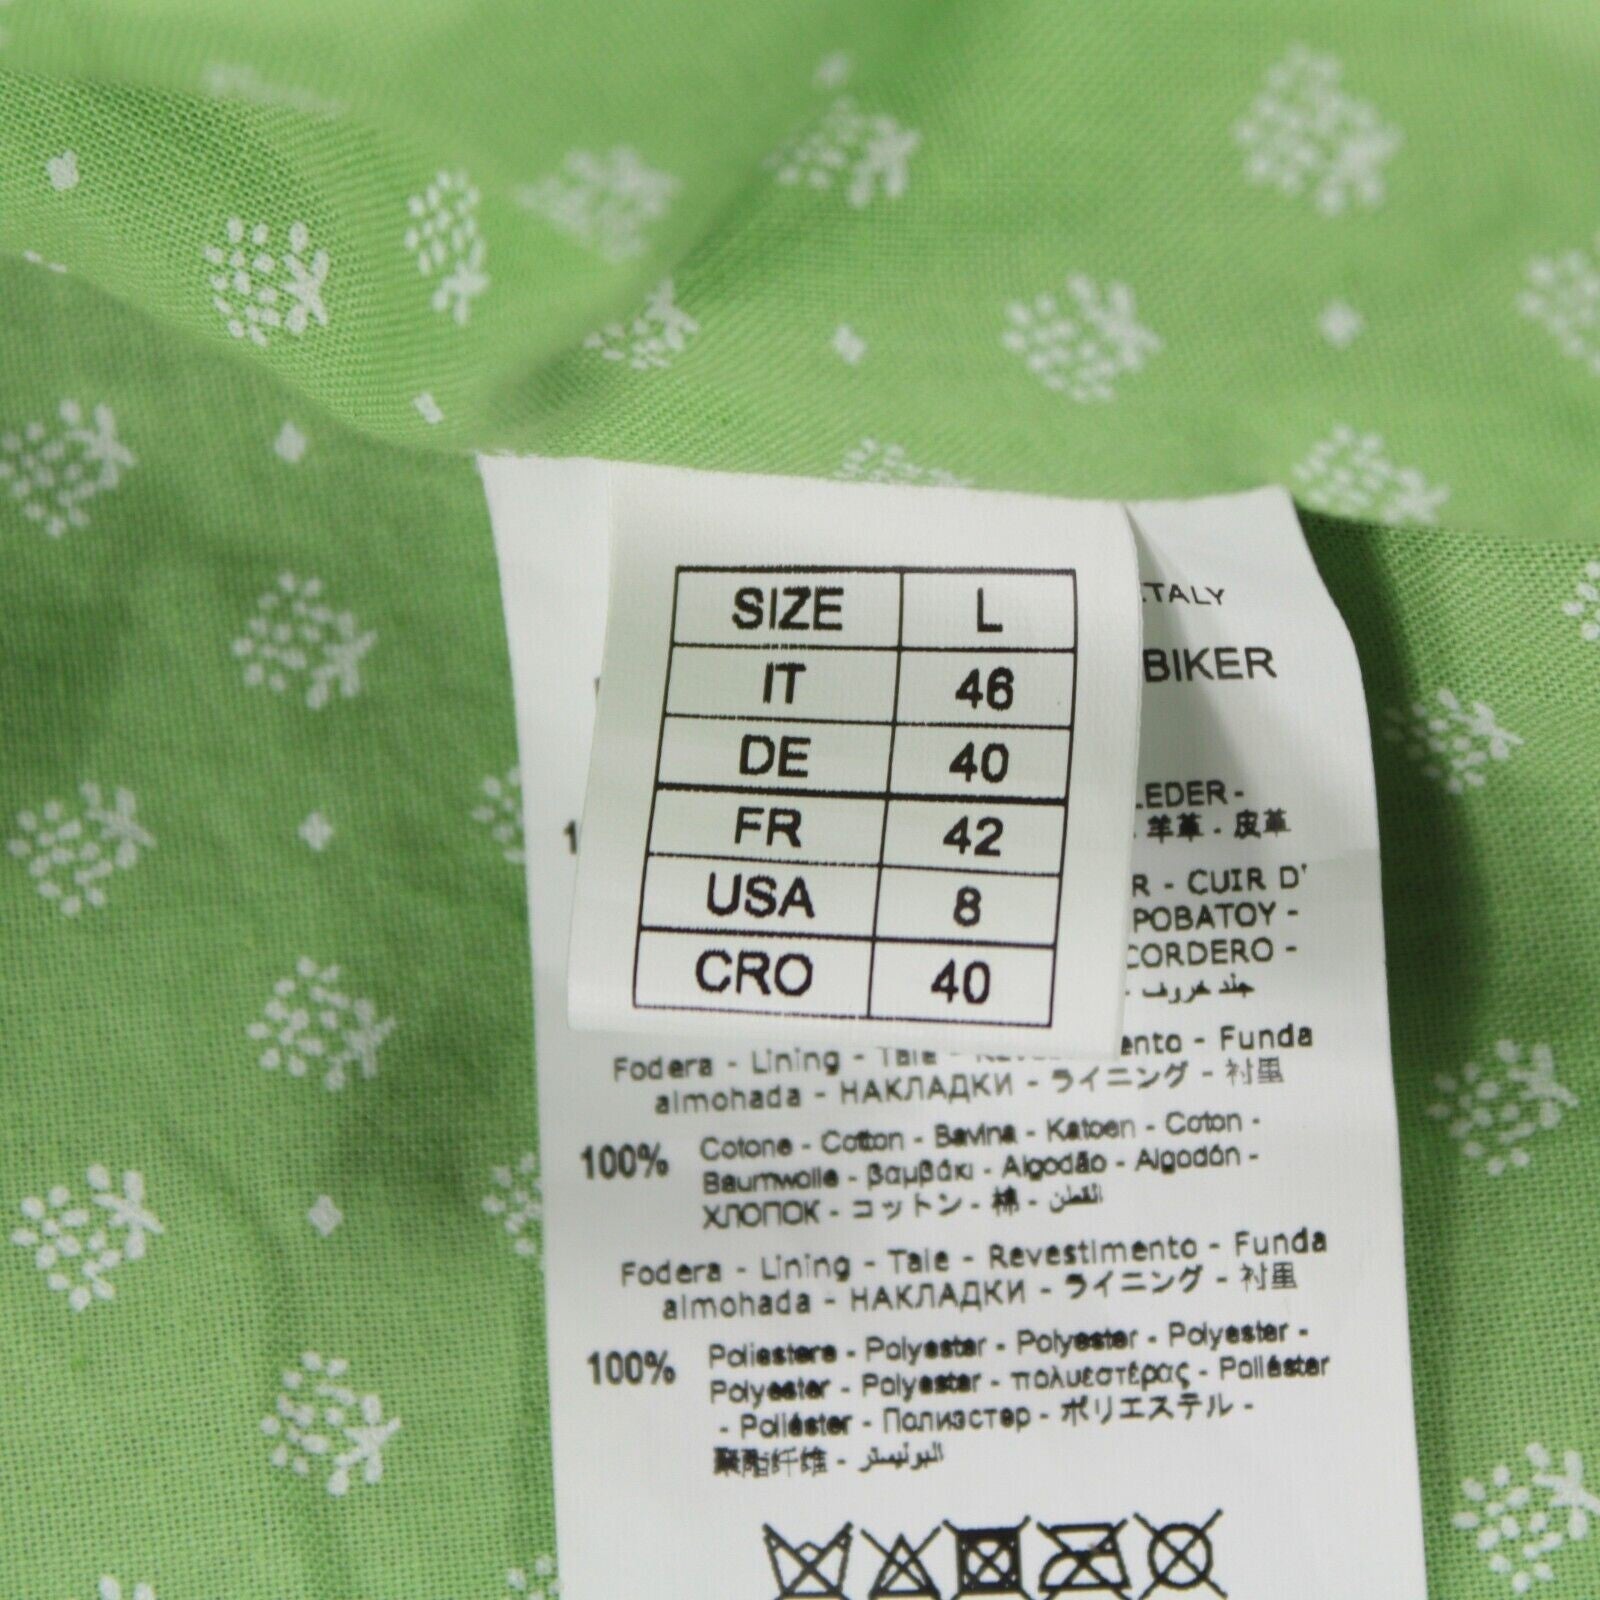 SIZE L
IT 46
DE 40
FR 42
USA 8
CRO 40
BIKER
LEDER -
羊革 - 皮革
R - CUIR D'
ΡΟΒΑΤΟΥ -
CORDERO -
جلد خروف -
Fodera - Lining - Taie - ento - Funda
almohada - НАКЛАДКИ - ライニング - 衬里
100% Cotone - Cotton - Bavlna - Katoen - Coton -
Baumwolle - βαμβάκι - Algodão - Algodón -
ХЛОПОК - コットン - 棉 - القطن
Fodera - Lining - Taie - Revestimento - Funda
almohada - НАКЛАДКИ - ライニング - 衬里
100% Poliestere - Polyester - Polyester - Polyester -
Polyester - Polyester - πολυεστέρας - Poliéster
- Poliéster - Полиэстер - ポリエステル -
聚酯纤维 - البوليستر